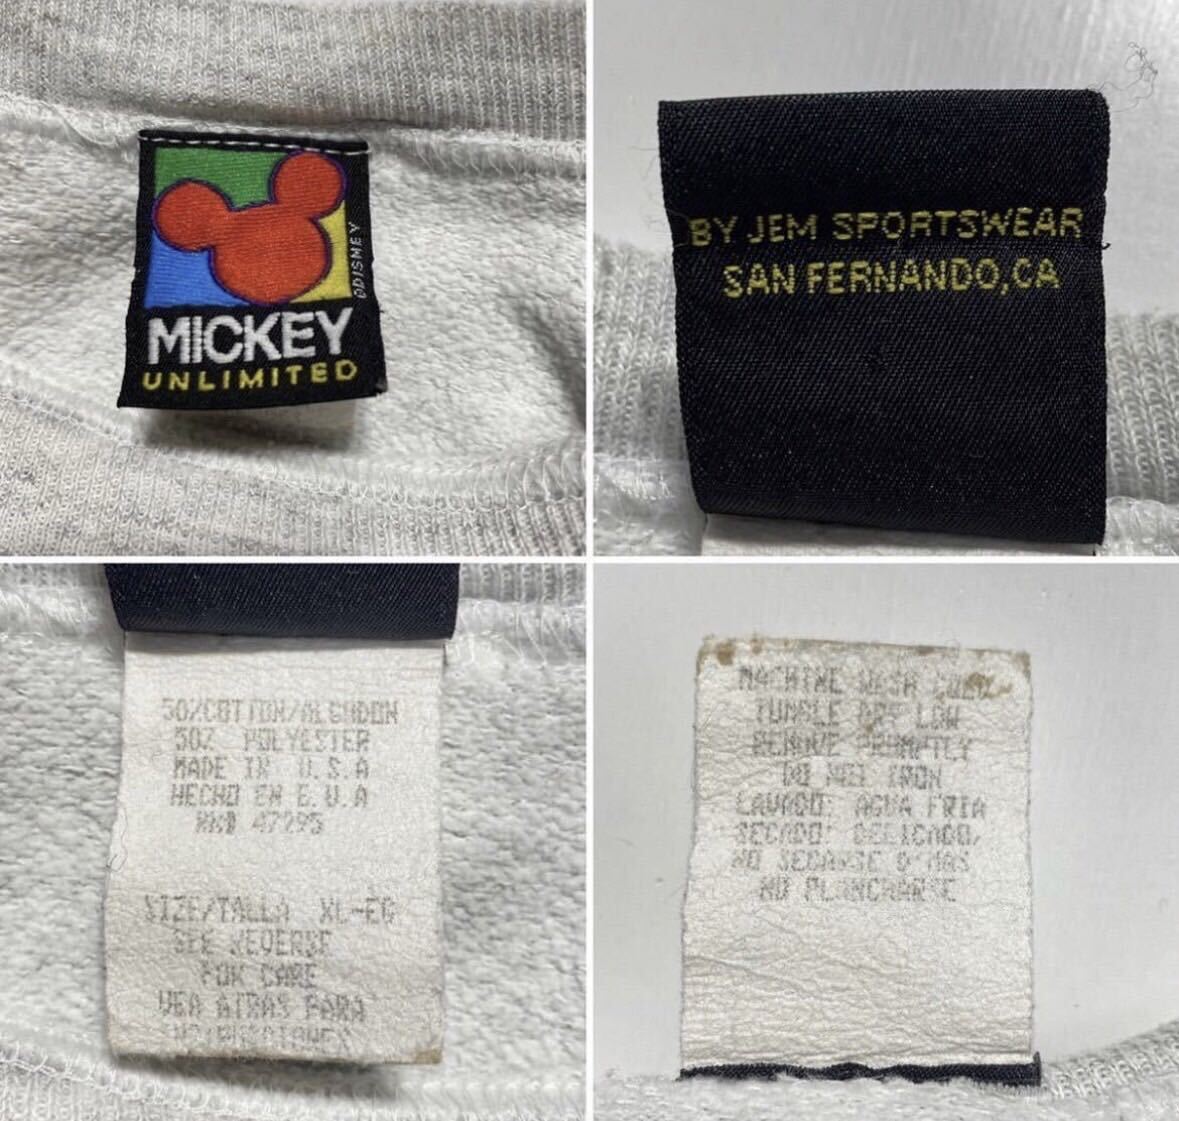 ©DISNEY
MICKEY
UNLIMITED
BY JEM SPORTSWEAR
SAN FERNANDO, CA
50% COTTON/ALGODON
50% POLYESTER
MADE IN U.S.A
HECHO EN E.U.A
RN# 47295
SIZE/TALLA XL-EG
SEE REVERSE
FOR CARE
VEA ATRAS PARA
MACHINE WASH COLD
TUMBLE DRY LOW
REMOVE PROMPTLY
DO NOT IRON
LAVADO: AGUA FRIA
SECADO: DELICADO/
NO SECARSE D'MAS
NO PLANCHARSE